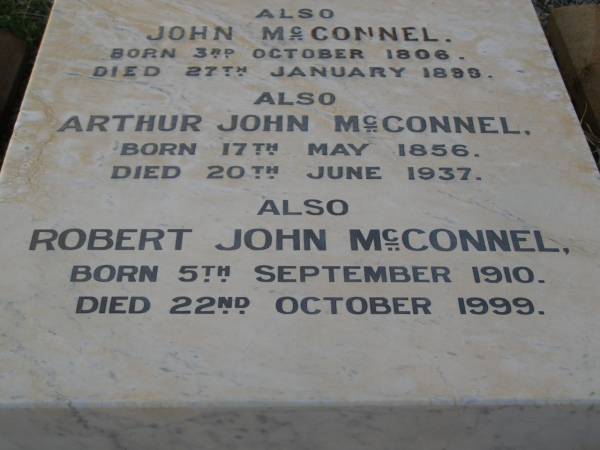 ALSO
JOHN McCONNEL.
BORN 3RD OCTOBER 1806.
DIED 27TH JANUARY 1899.
ALSO
ARTHUR JOHN McCONNEL,
BORN 17TH MAY 1856.
DIED 20TH JUNE 1937.
ALSO
ROBERT JOHN McCONNEL,
BORN 5TH SEPTEMBER 1910.
DIED 22ND OCTOBER 1999.